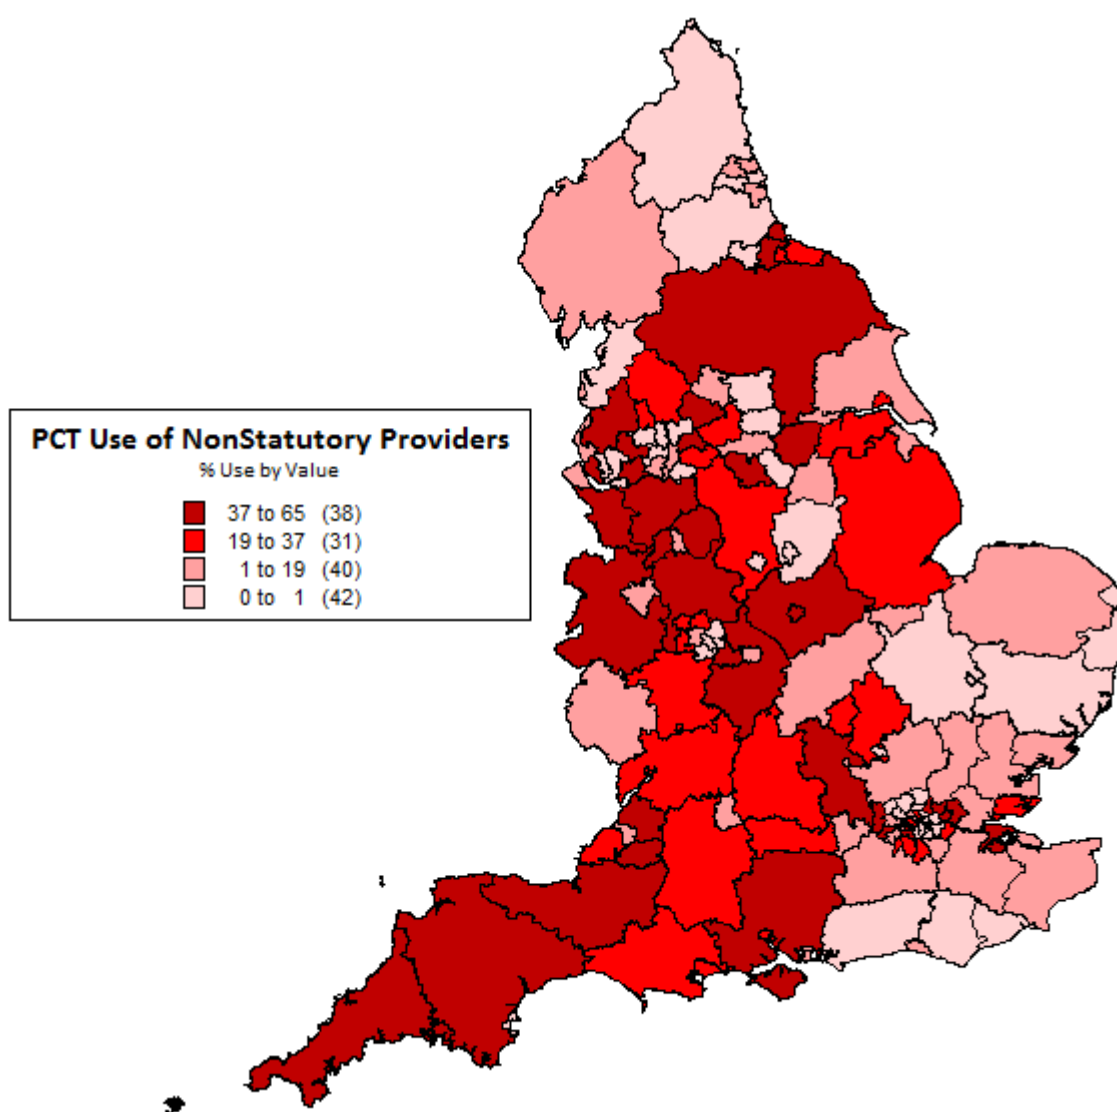 PCT Use of NonStatutory Providers
% Use by Value
37 to 65 (38)
19 to 37 (31)
1 to 19 (40)
0 to 1 (42)